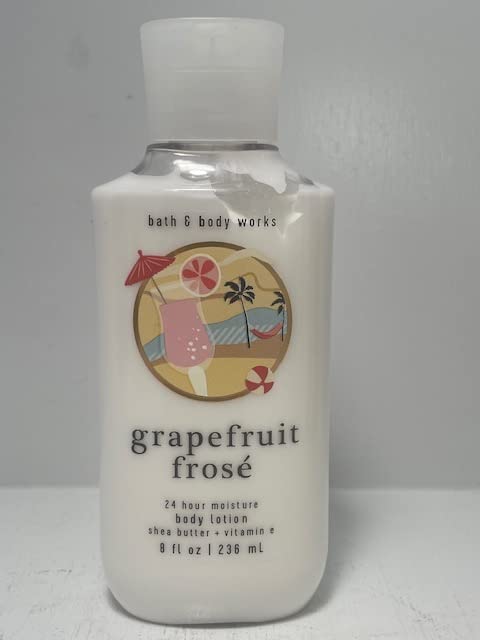 bath & body works
grapefruit
frosé
24 hour moisture
body lotion
shea butter + vitamin e
8 fl oz | 236 mL